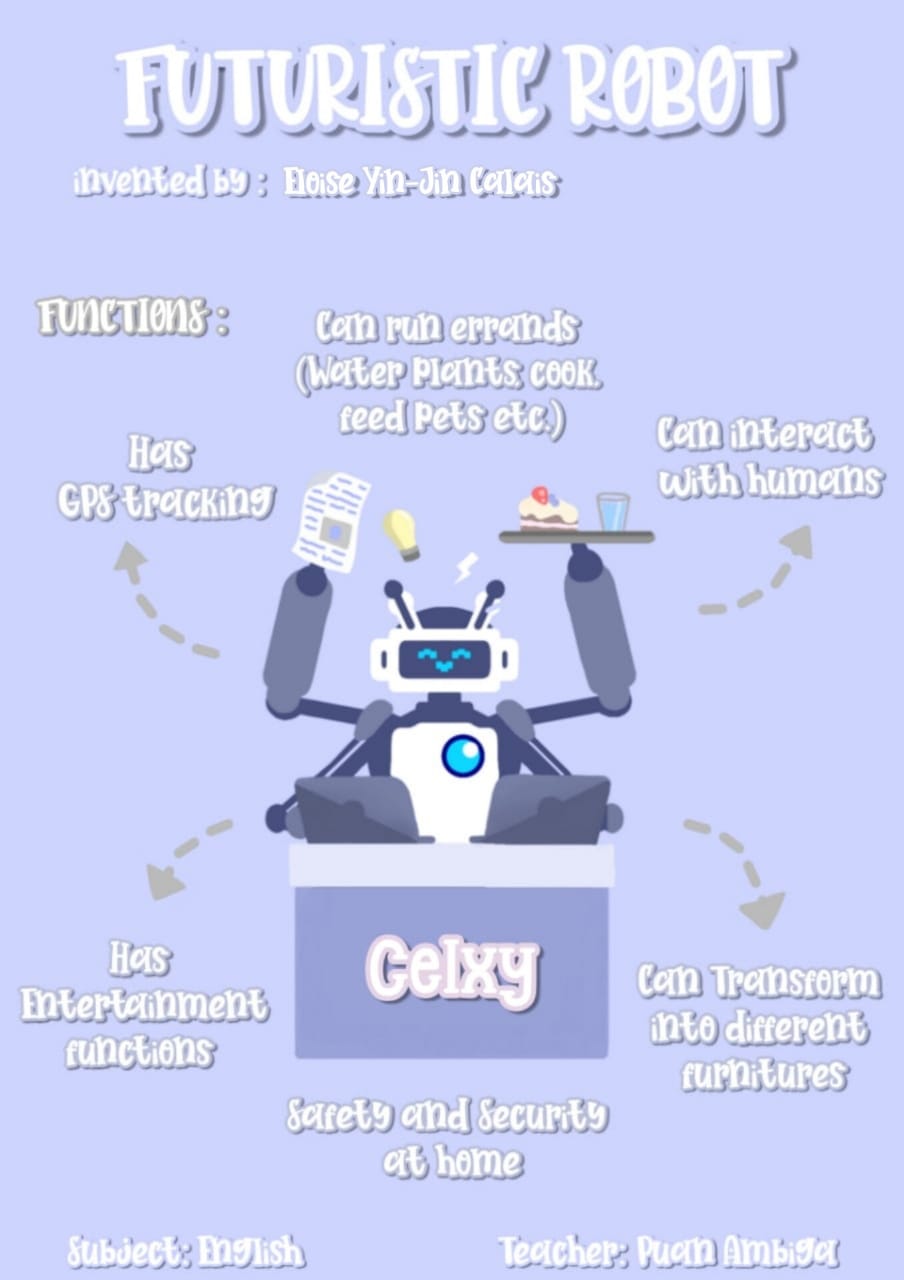 FUTURISTIC ROBOT
invented by : Eloise Yin-Jin Calais
FUNCTIONS :
Can run errands
(Water Plants, cook,
feed Pets etc.)
Has
GPS tracking
Can interact
with humans
Celxy
Has
Entertainment
functions
Can Transform
into different
furnitures
Safety and Security
at home
Subject: English
Teacher: Puan Ambiga